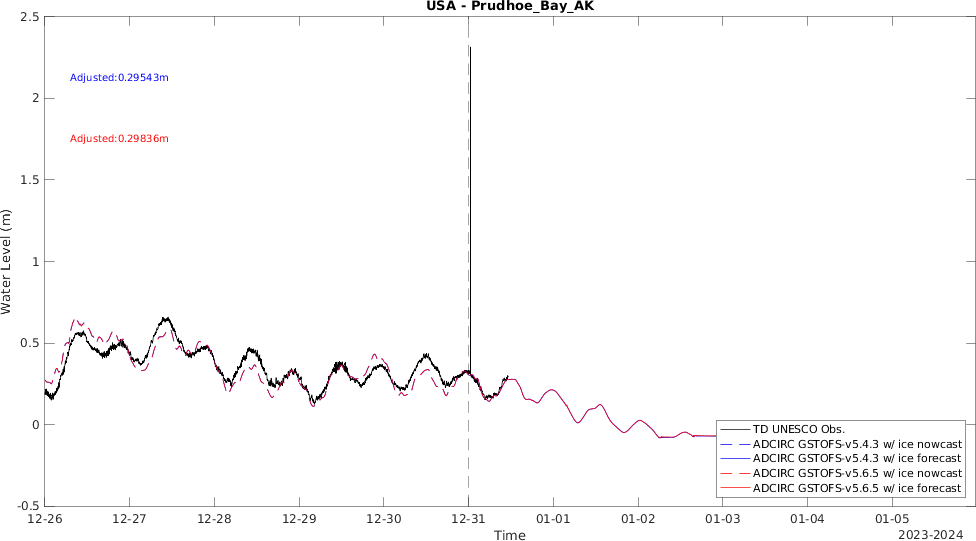 USA - Prudhoe_Bay_AK
2.5
2
1.5
1
0.5
0
-0.5
Water Level (m)
Adjusted:0.29543m
Adjusted:0.29836m
TD UNESCO Obs.
ADCIRC GSTOFS-v5.4.3 w/ ice nowcast
ADCIRC GSTOFS-v5.4.3 w/ ice forecast
ADCIRC GSTOFS-v5.6.5 w/ ice nowcast
ADCIRC GSTOFS-v5.6.5 w/ ice forecast
12-26 12-27 12-28 12-29 12-30 12-31 01-01 01-02 01-03 01-04 01-05
Time
2023-2024